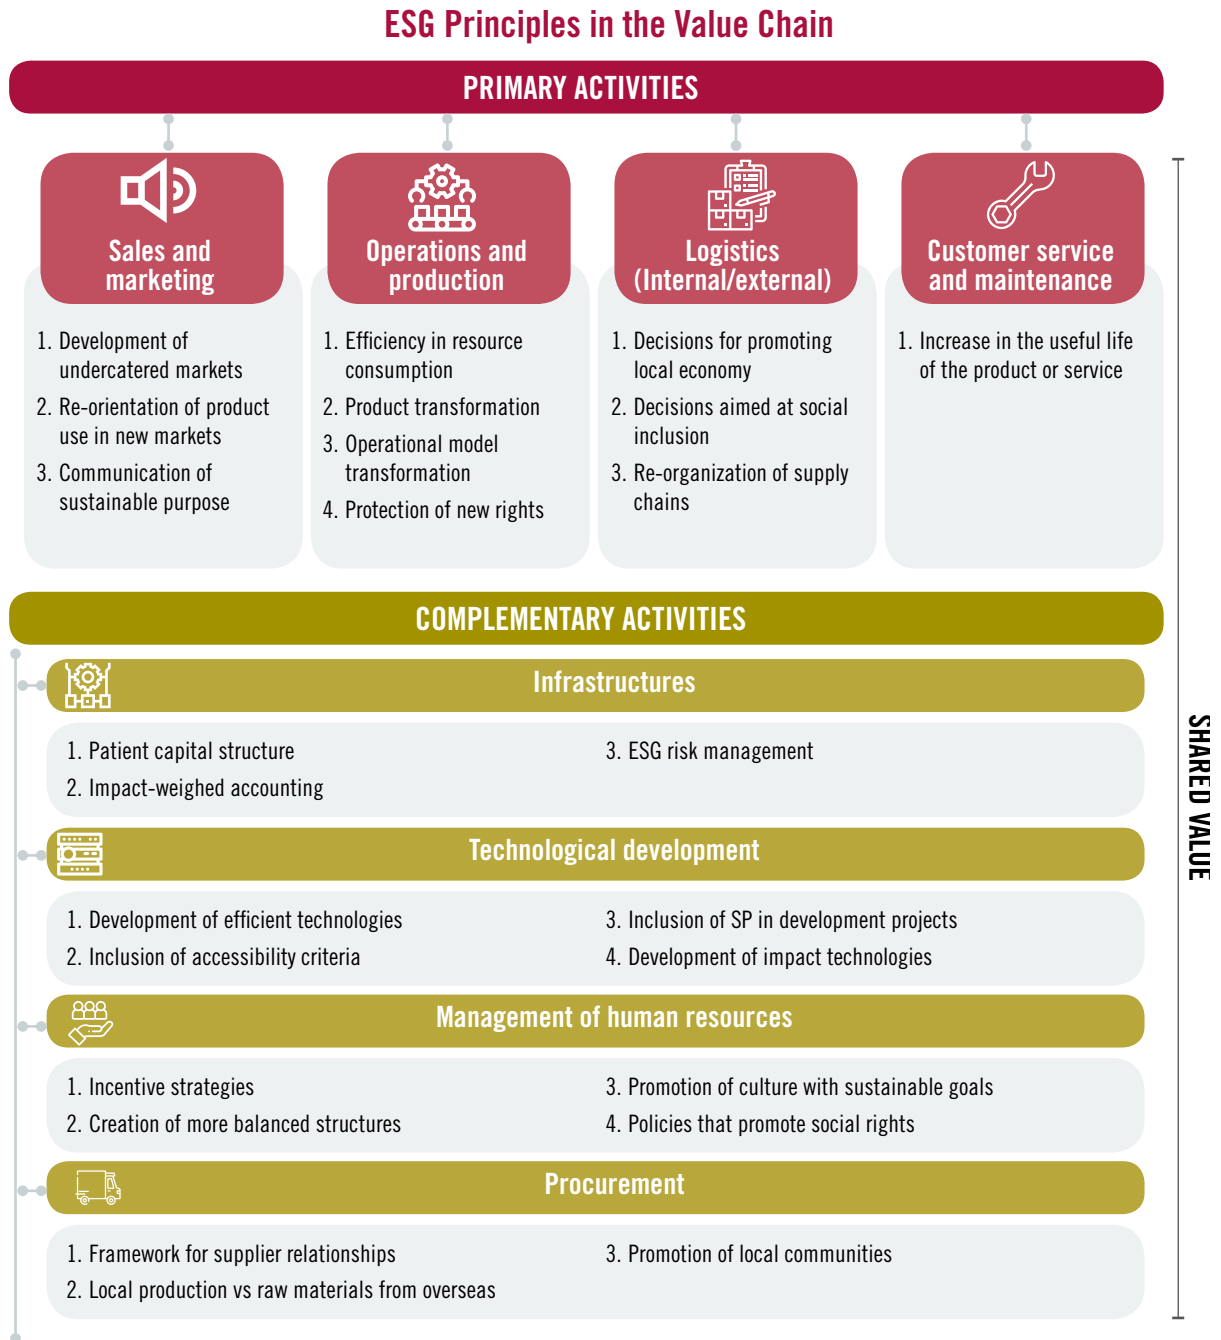 ESG Principles in the Value Chain
PRIMARY ACTIVITIES
Sales and
marketing
1. Development of
undercatered markets
2. Re-orientation of product
use in new markets
3. Communication of
sustainable purpose
Operations and
production
1. Efficiency in resource
consumption
2. Product transformation
3. Operational model
transformation
4. Protection of new rights
Logistics
(Internal/external)
1. Decisions for promoting
local economy
2. Decisions aimed at social
inclusion
3. Re-organization of supply
chains
Customer service
and maintenance
1. Increase in the useful life
of the product or service
COMPLEMENTARY ACTIVITIES
Infrastructures
1. Patient capital structure
2. Impact-weighed accounting
3. ESG risk management
Technological development
1. Development of efficient technologies
2. Inclusion of accessibility criteria
3. Inclusion of SP in development projects
4. Development of impact technologies
Management of human resources
1. Incentive strategies
2. Creation of more balanced structures
3. Promotion of culture with sustainable goals
4. Policies that promote social rights
Procurement
1. Framework for supplier relationships
2. Local production vs raw materials from overseas
3. Promotion of local communities
SHARED VALUE